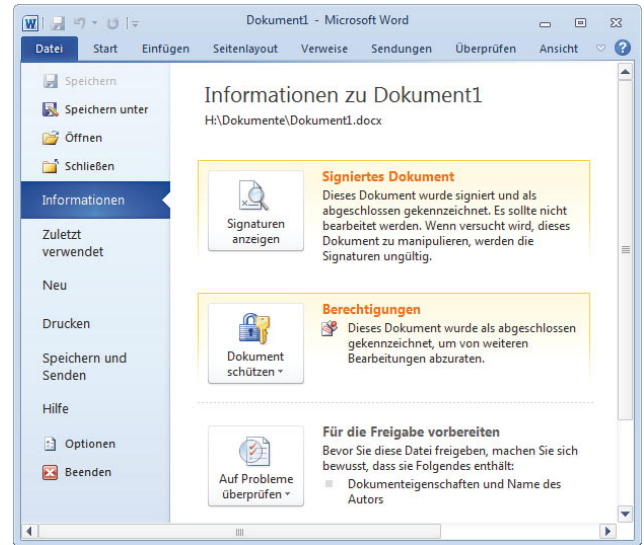 Dokument1 - Microsoft Word
Datei Start Einfügen Seitenlayout Verweise Sendungen Überprüfen Ansicht
Speichern
Speichern unter
Öffnen
Schließen
Informationen
Zuletzt
verwendet
Neu
Drucken
Speichern und
Senden
Hilfe
Optionen
Beenden
Informationen zu Dokument1
H:\Dokumente\Dokument1.docx
Signaturen
anzeigen
Signiertes Dokument
Dieses Dokument wurde signiert und als
abgeschlossen gekennzeichnet. Es sollte nicht
bearbeitet werden. Wenn versucht wird, dieses
Dokument zu manipulieren, werden die
Signaturen ungültig.
Dokument
schützen
Berechtigungen
Dieses Dokument wurde als abgeschlossen
gekennzeichnet, um von weiteren
Bearbeitungen abzuraten.
Auf Probleme
überprüfen
Für die Freigabe vorbereiten
Bevor Sie diese Datei freigeben, machen Sie sich
bewusst, dass sie Folgendes enthält:
Dokumenteigenschaften und Name des
Autors